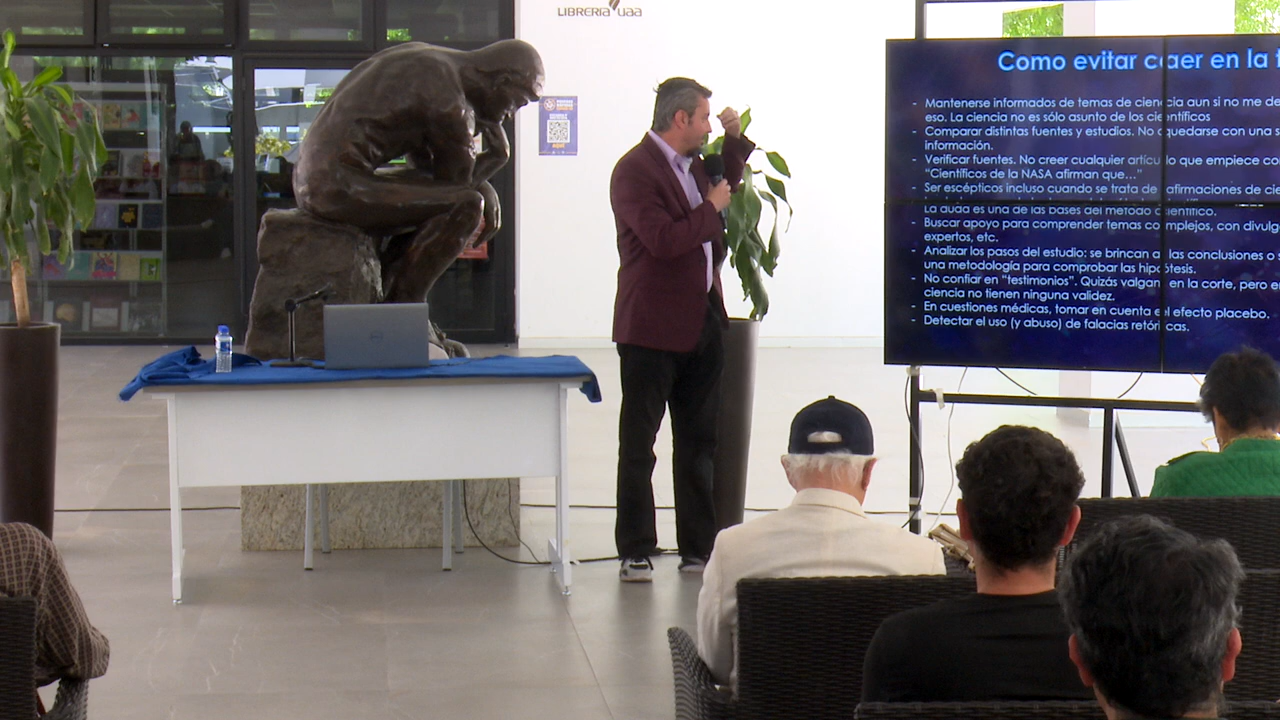 LIBRERÍA UAA
AQUÍ
Como evitar caer en la
- Mantenerse informados de temas de ciencia aun si no me de
eso. La ciencia no es sólo asunto de los científicos
- Comparar distintas fuentes y estudios. No quedarse con una s
información.
- Verificar fuentes. No creer cualquier artículo que empiece co
"Científicos de la NASA afirman que..."
- Ser escépticos incluso cuando se trata de afirmaciones de cie
La duda es una de las bases del método científico.
- Buscar apoyo para comprender temas complejos, con divulg
expertos, etc.
- Analizar los pasos del estudio: se brincan a las conclusiones o s
una metodología para comprobar las hipótesis.
- No confiar en "testimonios". Quizás valgan en la corte, pero e
ciencia no tienen ninguna validez.
- En cuestiones médicas, tomar en cuenta el efecto placebo.
- Detectar el uso (y abuso) de falacias retóricas.